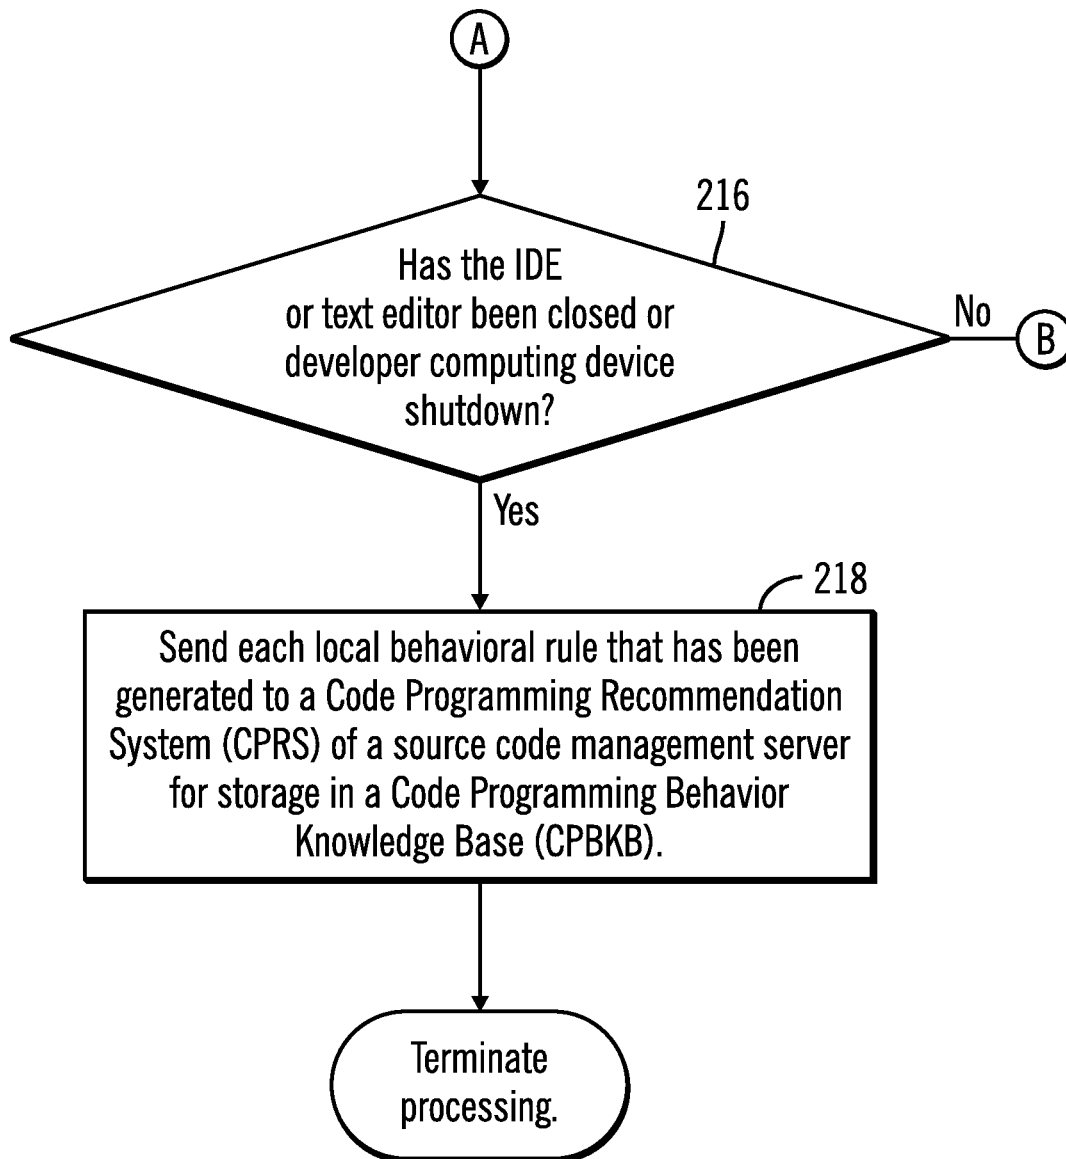 A
216
Has the IDE
or text editor been closed or
developer computing device
shutdown?
No
B
Yes
218
Send each local behavioral rule that has been
generated to a Code Programming Recommendation
System (CPRS) of a source code management server
for storage in a Code Programming Behavior
Knowledge Base (CPBKB).
Terminate
processing.